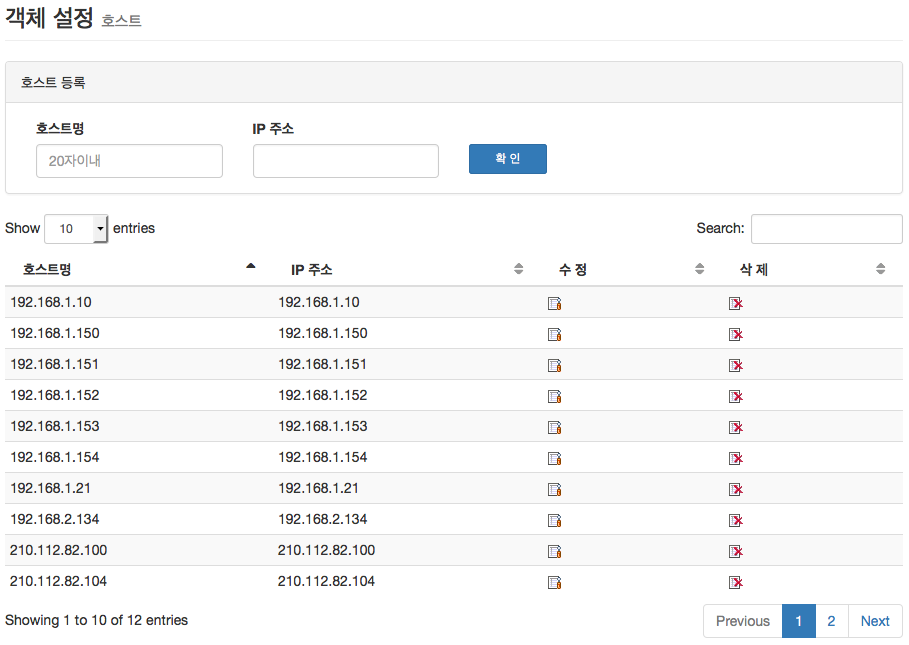 객체 설정 호스트
호스트 등록
호스트명 IP 주소
20자이내 확 인
Show 10 entries Search:
호스트명 IP 주소 수 정 삭 제
192.168.1.10 192.168.1.10
192.168.1.150 192.168.1.150
192.168.1.151 192.168.1.151
192.168.1.152 192.168.1.152
192.168.1.153 192.168.1.153
192.168.1.154 192.168.1.154
192.168.1.21 192.168.1.21
192.168.2.134 192.168.2.134
210.112.82.100 210.112.82.100
210.112.82.104 210.112.82.104
Showing 1 to 10 of 12 entries Previous 1 2 Next